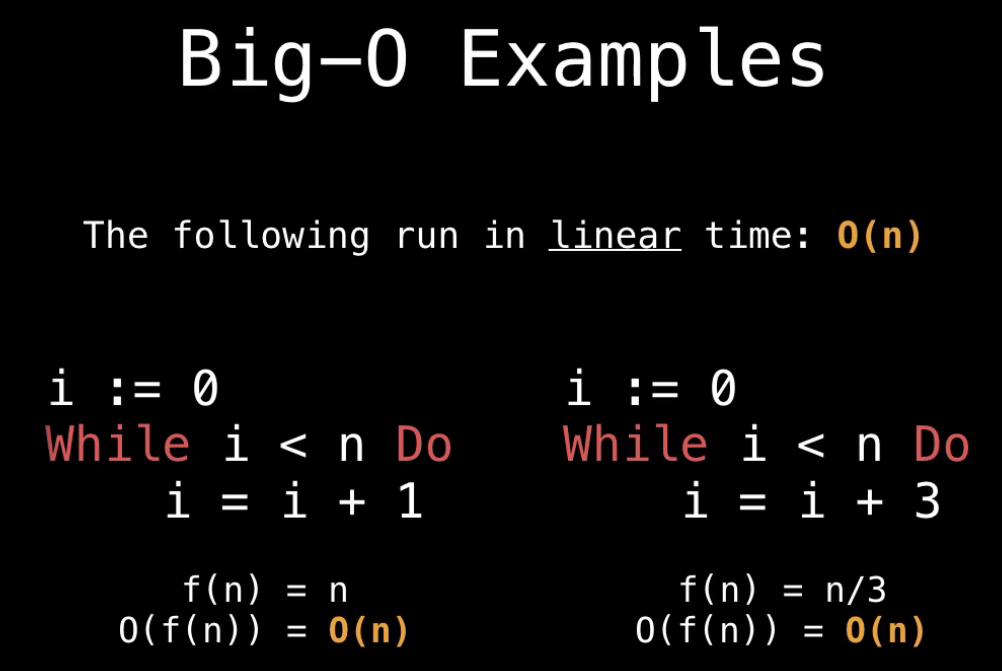 Big–O Examples
The following run in linear time: O(n)
i := 0
While i < n Do
i = i + 1
f(n) = n
O(f(n)) = O(n)
i := 0
While i < n Do
i = i + 3
f(n) = n/3
O(f(n)) = O(n)